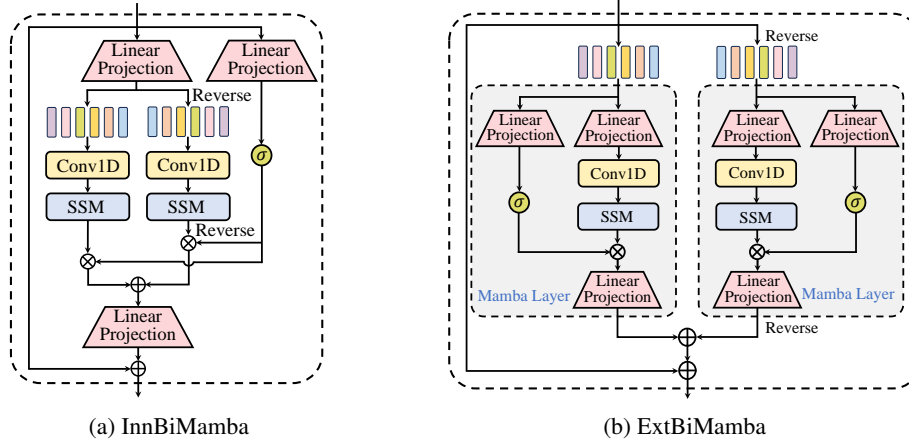 Linear
Projection
Linear
Projection
Reverse
Conv1D
Conv1D
σ
SSM
SSM
Reverse
Linear
Projection
(a) InnBiMamba
Reverse
Linear
Projection
Linear
Projection
Linear
Projection
Linear
Projection
Conv1D
Conv1D
σ
SSM
SSM
σ
Mamba Layer
Linear
Projection
Linear
Projection
Mamba Layer
Reverse
(b) ExtBiMamba